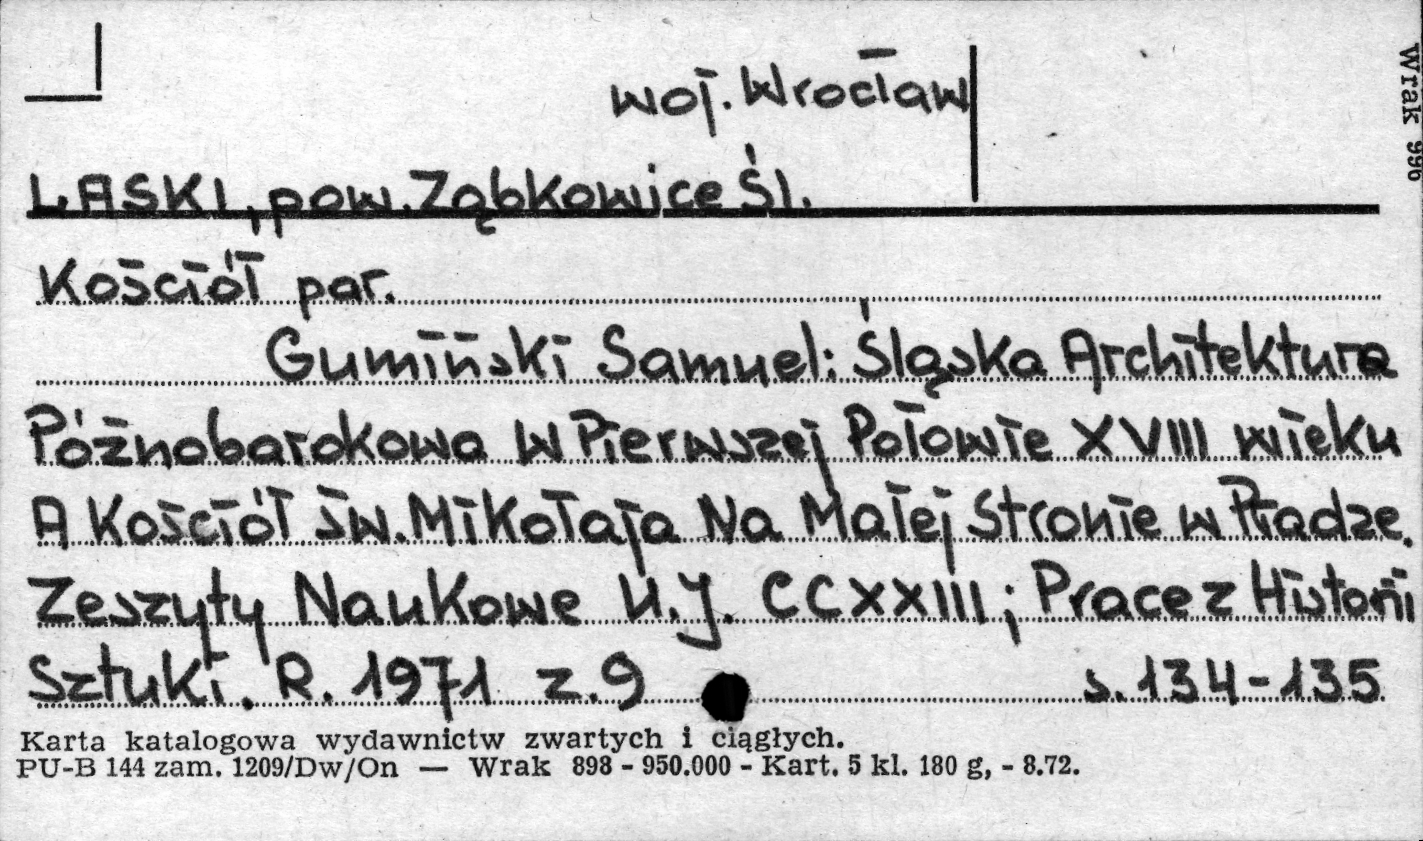 woj. Wrocław
LASKI, pow. Ząbkowice Śl.
Kościół par.
Gumiński Samuel: Śląska Architektura
Późnobarokowa W Pierwszej Połowie XVIII wieku
A Kościół św. Mikołaja Na Małej Stronie w Pradze.
Zeszyty Naukowe U.J. CCXXIII; Prace z Historii
Sztuki. R. 1971 z. 9 s. 134-135
Karta katalogowa wydawnictw zwartych i ciągłych.
PU-B 144 zam. 1209/Dw/On — Wrak 898 - 950.000 - Kart. 5 kl. 180 g, - 8.72.
Wrak 996